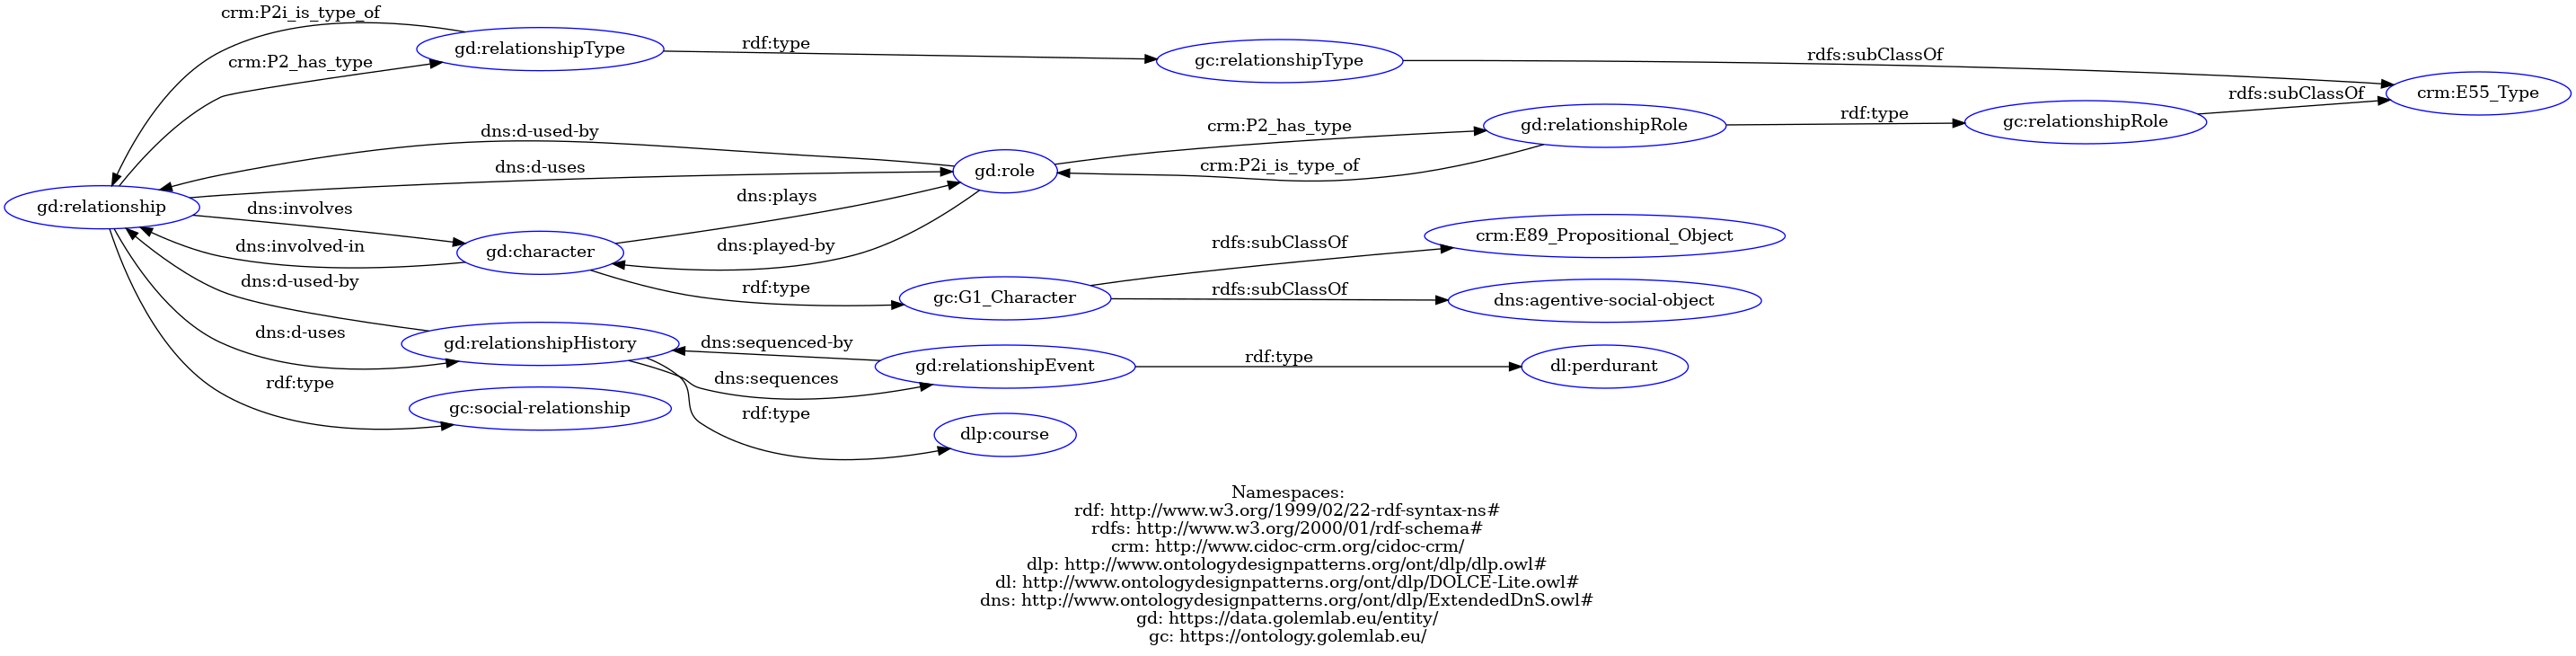 crm:P2i_is_type_of
gd:relationshipType
rdf:type
crm:P2_has_type
gc:relationshipType
rdfs:subClassOf
crm:E55_Type
rdfs:subClassOf
gc:relationshipRole
rdf:type
gd:relationshipRole
crm:P2_has_type
crm:P2i_is_type_of
dns:d-used-by
dns:d-uses
gd:role
gd:relationship
dns:involves
dns:plays
dns:played-by
dns:involved-in
gd:character
rdf:type
gc:G1_Character
rdfs:subClassOf
crm:E89_Propositional_Object
rdfs:subClassOf
dns:agentive-social-object
dns:d-used-by
dns:d-uses
gd:relationshipHistory
dns:sequenced-by
dns:sequences
gd:relationshipEvent
rdf:type
dl:perdurant
rdf:type
gc:social-relationship
rdf:type
dlp:course
Namespaces:
rdf: http://www.w3.org/1999/02/22-rdf-syntax-ns#
rdfs: http://www.w3.org/2000/01/rdf-schema#
crm: http://www.cidoc-crm.org/cidoc-crm/
dlp: http://www.ontologydesignpatterns.org/ont/dlp/dlp.owl#
dl: http://www.ontologydesignpatterns.org/ont/dlp/DOLCE-Lite.owl#
dns: http://www.ontologydesignpatterns.org/ont/dlp/ExtendedDnS.owl#
gd: https://data.golemlab.eu/entity/
gc: https://ontology.golemlab.eu/